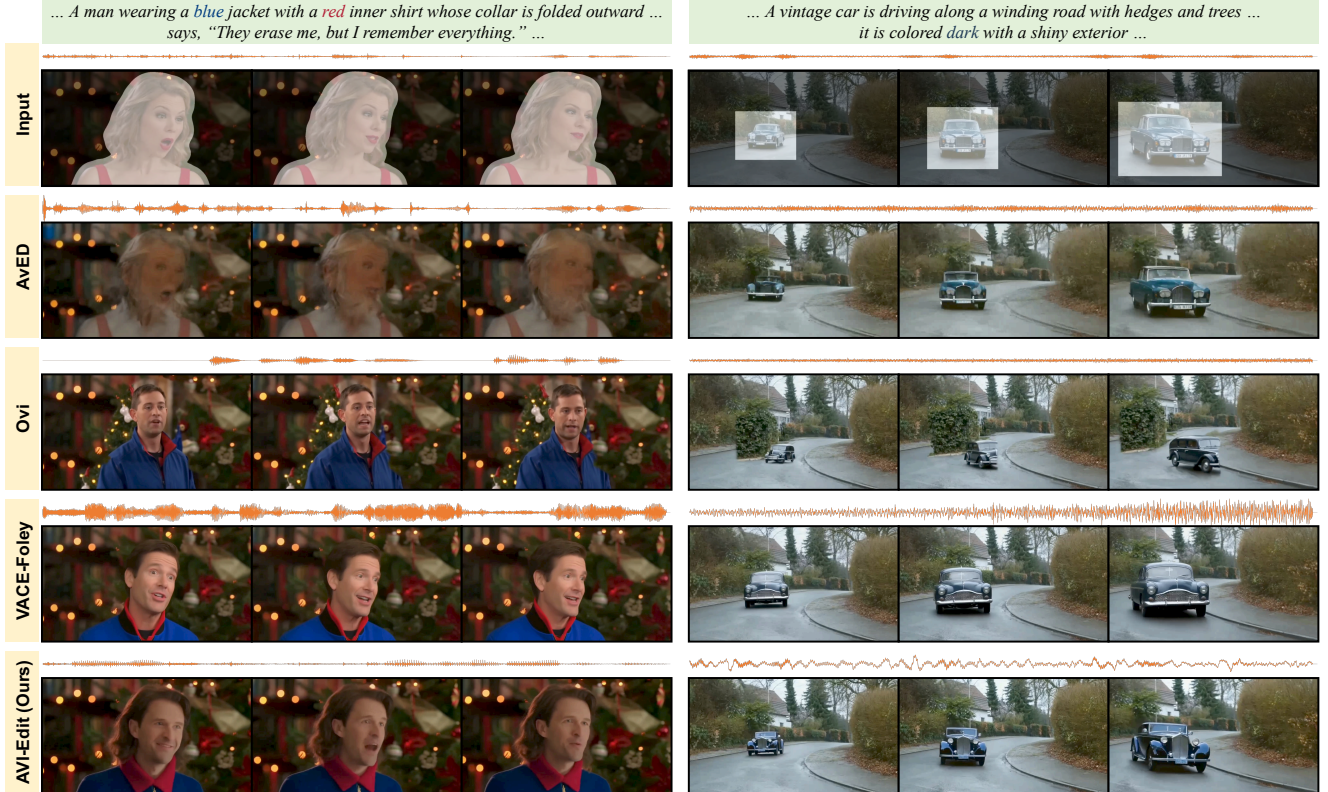 ... A man wearing a blue jacket with a red inner shirt whose collar is folded outward ...
says, “They erase me, but I remember everything.” ...
... A vintage car is driving along a winding road with hedges and trees ...
it is colored dark with a shiny exterior ...
Input
AvED
Ovi
VACE-Foley
AVI-Edit (Ours)